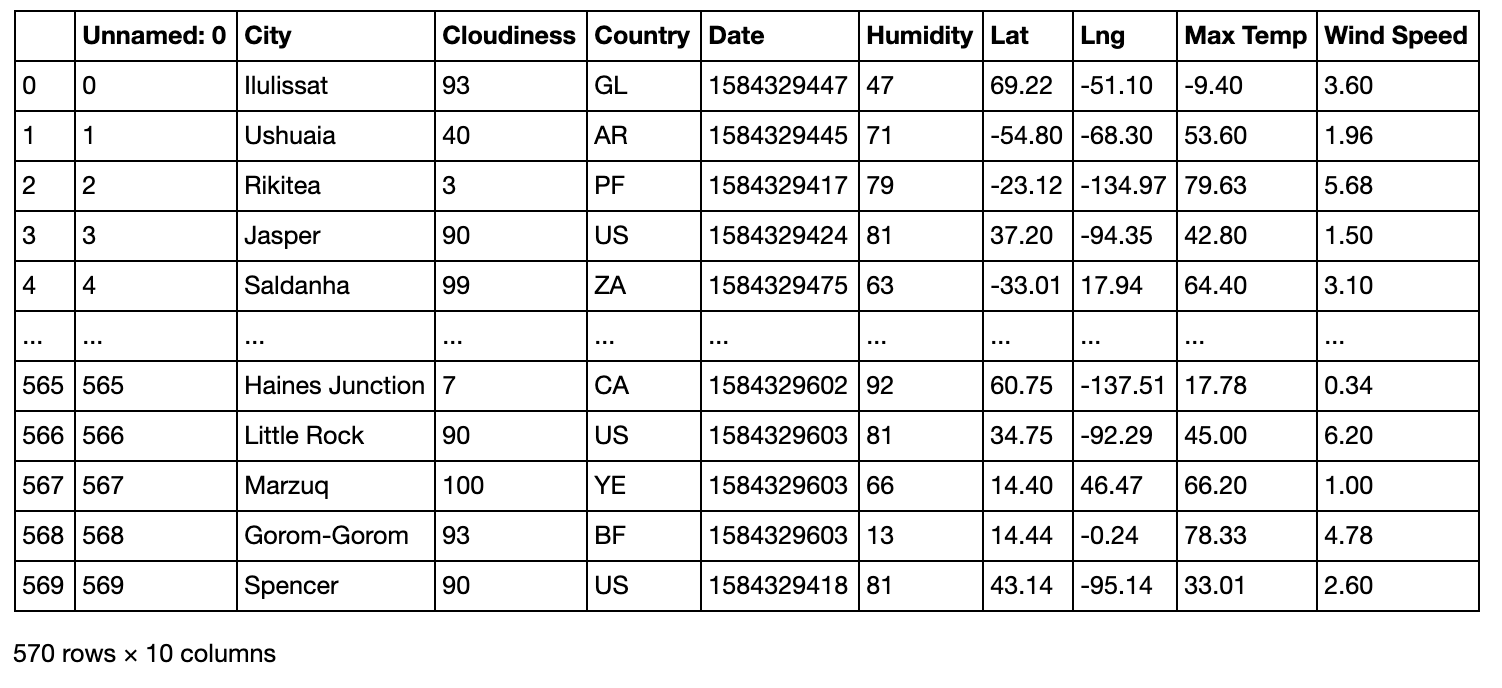 Unnamed: 0 City Cloudiness Country Date Humidity Lat Lng Max Temp Wind Speed
0 0 Ilulissat 93 GL 1584329447 47 69.22 -51.10 -9.40 3.60
1 1 Ushuaia 40 AR 1584329445 71 -54.80 -68.30 53.60 1.96
2 2 Rikitea 3 PF 1584329417 79 -23.12 -134.97 79.63 5.68
3 3 Jasper 90 US 1584329424 81 37.20 -94.35 42.80 1.50
4 4 Saldanha 99 ZA 1584329475 63 -33.01 17.94 64.40 3.10
... ... ... ... ... ... ... ... ... ... ...
565 565 Haines Junction 7 CA 1584329602 92 60.75 -137.51 17.78 0.34
566 566 Little Rock 90 US 1584329603 81 34.75 -92.29 45.00 6.20
567 567 Marzuq 100 YE 1584329603 66 14.40 46.47 66.20 1.00
568 568 Gorom-Gorom 93 BF 1584329603 13 14.44 -0.24 78.33 4.78
569 569 Spencer 90 US 1584329418 81 43.14 -95.14 33.01 2.60
570 rows × 10 columns